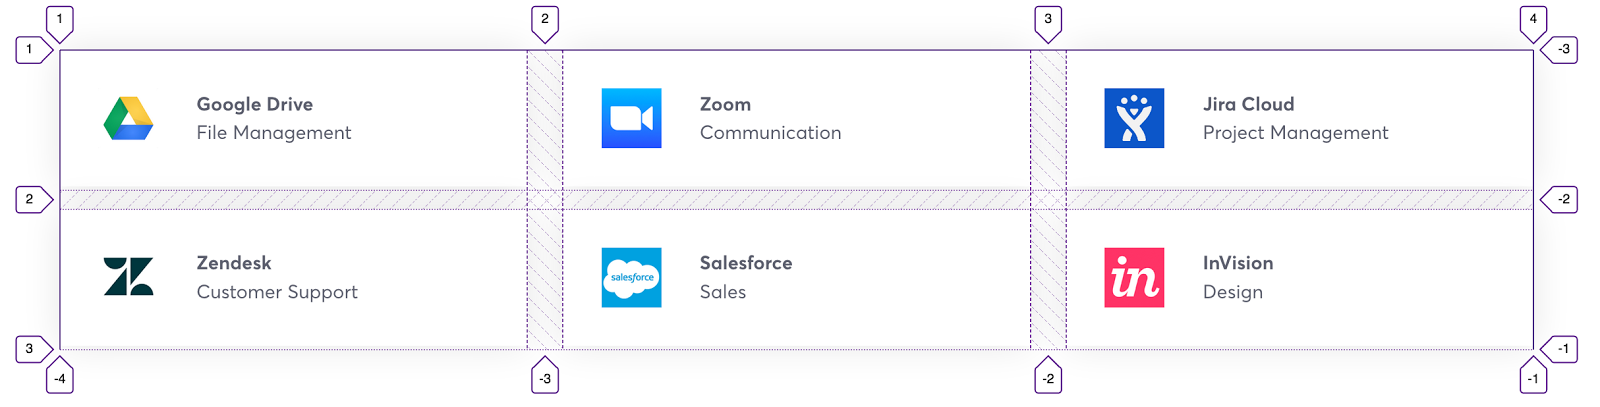 1 2 3 4
1 -3
Google Drive
File Management
Zoom
Communication
Jira Cloud
Project Management
2 -2
Zendesk
Customer Support
salesforce
Salesforce
Sales
in
InVision
Design
3 -1
-4 -3 -2 -1